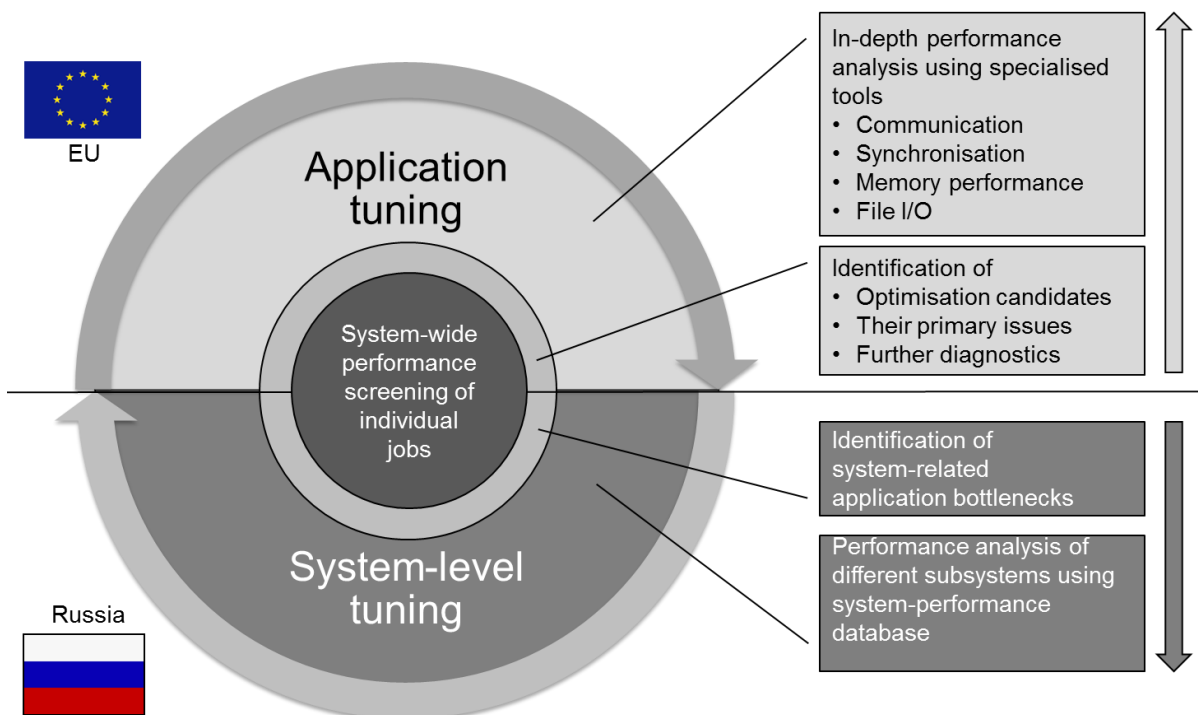 EU
Application
tuning
System-wide
performance
screening of
individual
jobs
System-level
tuning
Russia
In-depth performance
analysis using specialised
tools
• Communication
• Synchronisation
• Memory performance
• File I/O
Identification of
• Optimisation candidates
• Their primary issues
• Further diagnostics
Identification of
system-related
application bottlenecks
Performance analysis of
different subsystems using
system-performance
database